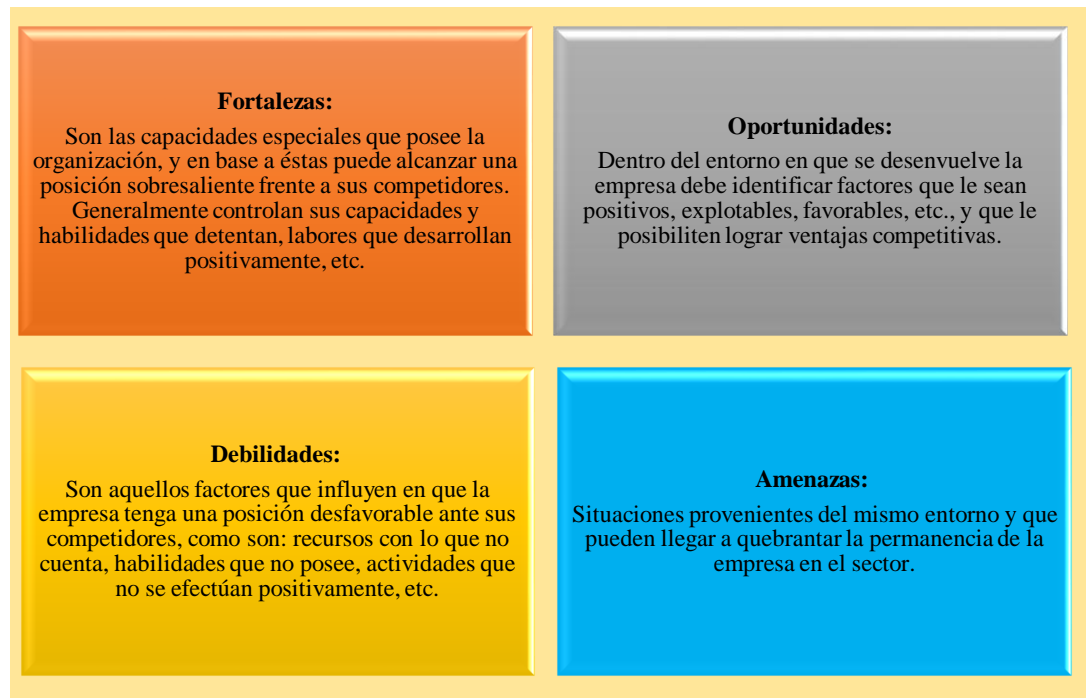 Fortalezas:
Son las capacidades especiales que posee la
organización, y en base a éstas puede alcanzar una
posición sobresaliente frente a sus competidores.
Generalmente controlan sus capacidades y
habilidades que detentan, labores que desarrollan
positivamente, etc.
Oportunidades:
Dentro del entorno en que se desenvuelve la
empresa debe identificar factores que le sean
positivos, explotables, favorables, etc., y que le
posibiliten lograr ventajas competitivas.
Debilidades:
Son aquellos factores que influyen en que la
empresa tenga una posición desfavorable ante sus
competidores, como son: recursos con lo que no
cuenta, habilidades que no posee, actividades que
no se efectúan positivamente, etc.
Amenazas:
Situaciones provenientes del mismo entorno y que
pueden llegar a quebrantar la permanencia de la
empresa en el sector.